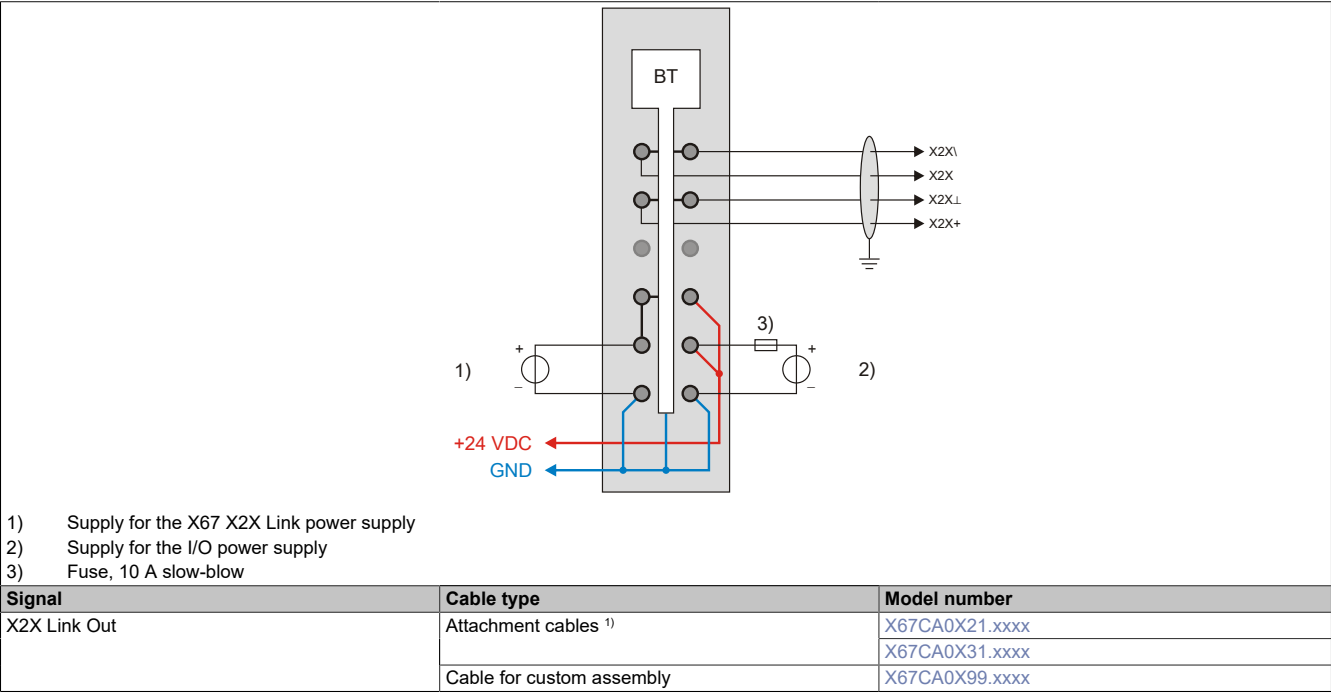 BT
X2X\
X2X
X2X⊥
X2X+
3)
1)
+
_
+
_
2)
+24 VDC
GND
1) Supply for the X67 X2X Link power supply
2) Supply for the I/O power supply
3) Fuse, 10 A slow-blow
Signal Cable type Model number
X2X Link Out Attachment cables 1) X67CA0X21.xxxx
X67CA0X31.xxxx
Cable for custom assembly X67CA0X99.xxxx